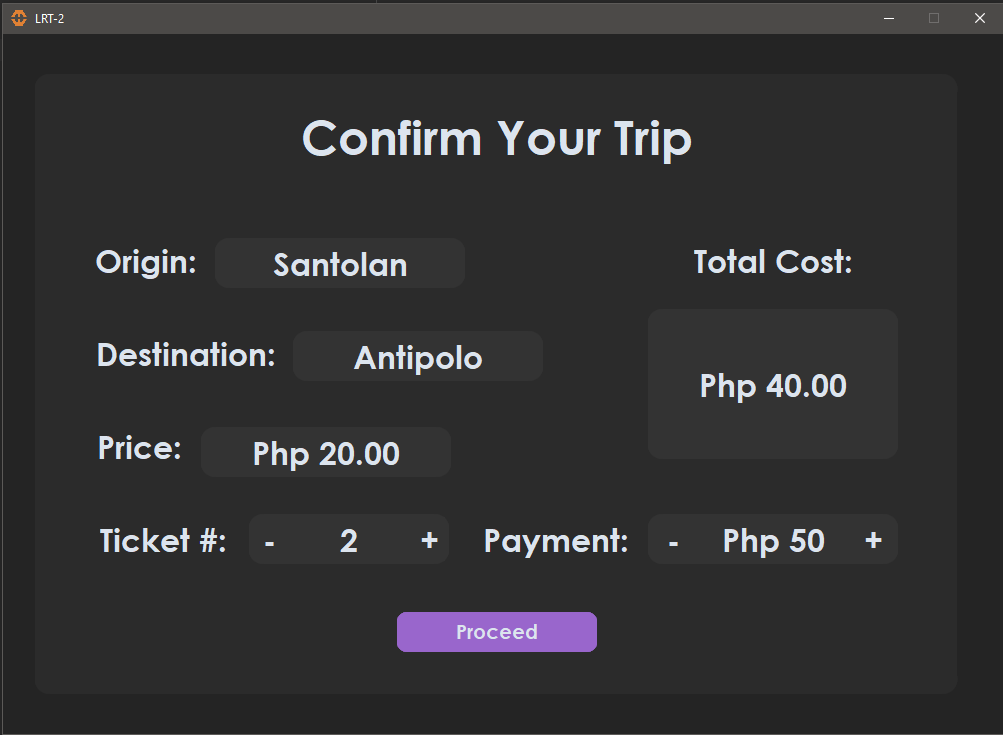 LRT-2
Confirm Your Trip
Origin: Santolan
Total Cost:
Destination: Antipolo
Php 40.00
Price: Php 20.00
Ticket #: - 2 + Payment: - Php 50 +
Proceed